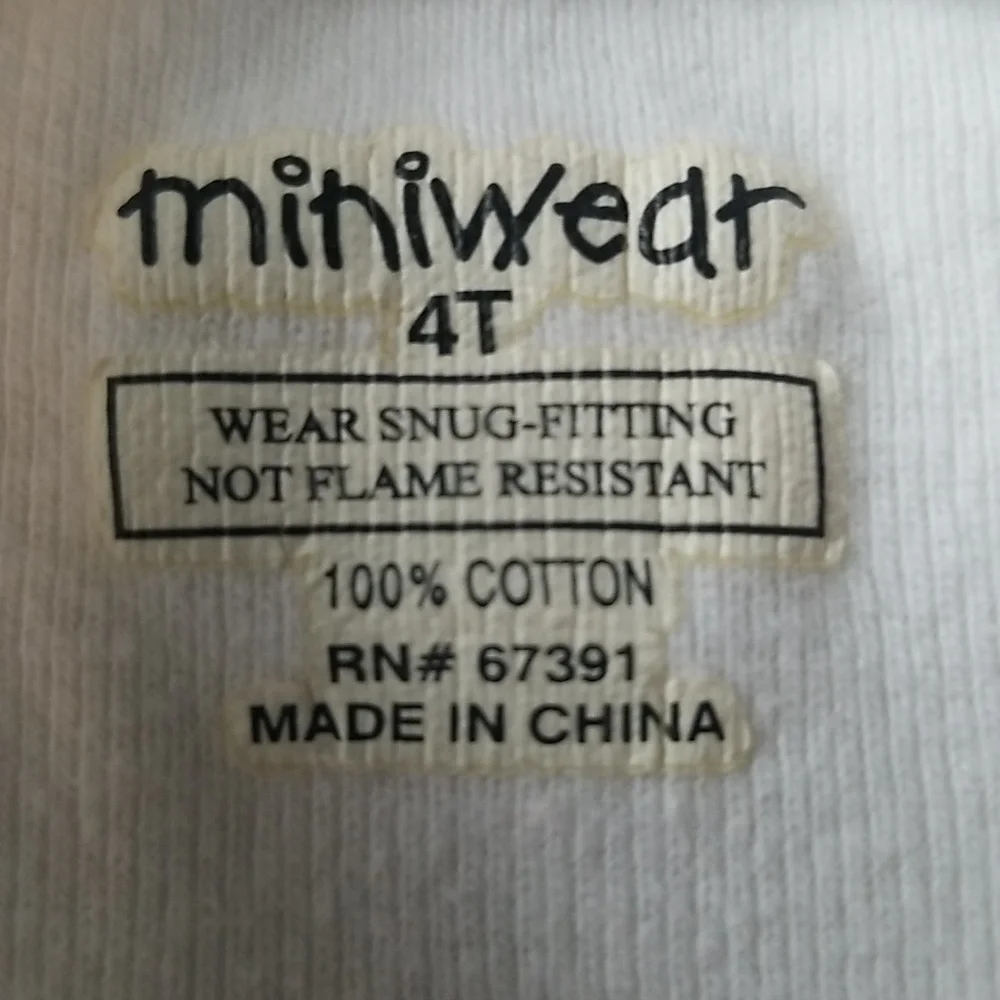 miniwear
4T
WEAR SNUG-FITTING
NOT FLAME RESISTANT
100% COTTON
RN# 67391
MADE IN CHINA